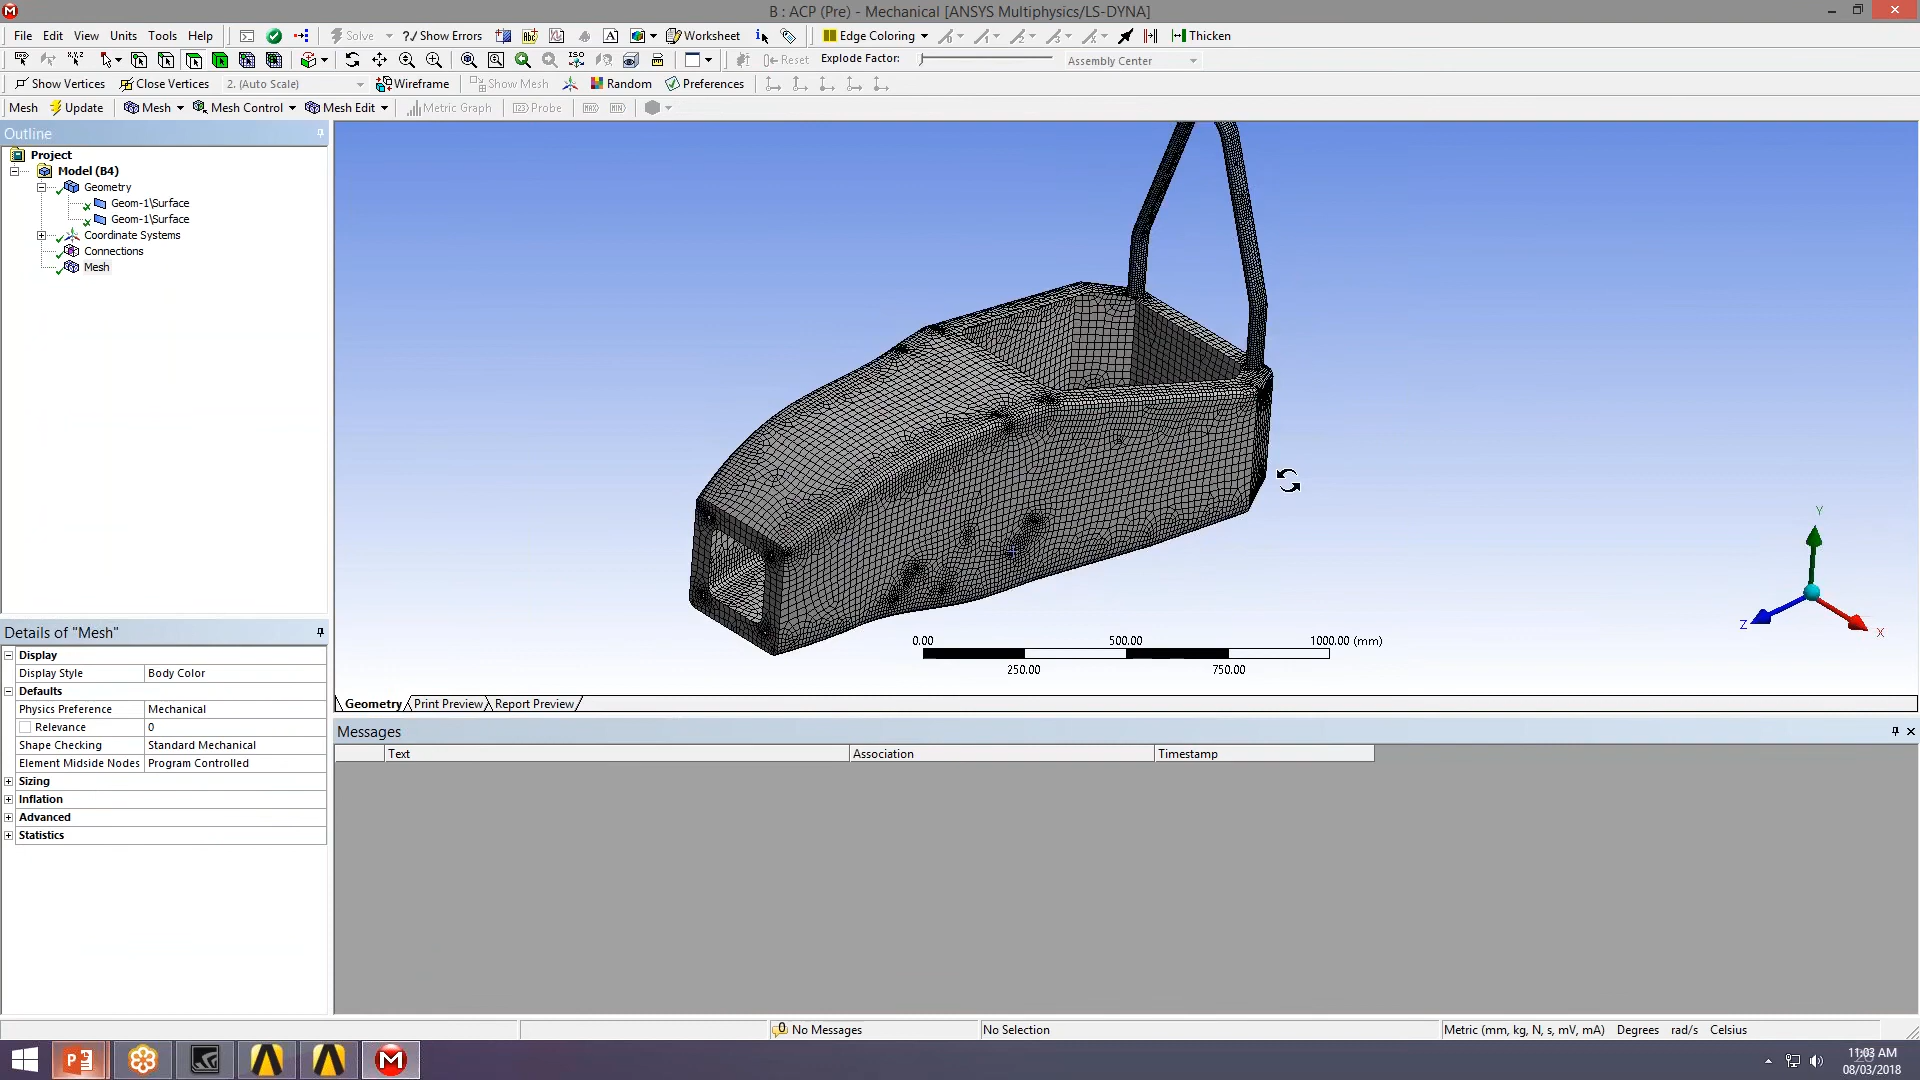 B : ACP (Pre) - Mechanical [ANSYS Multiphysics/LS-DYNA]
File Edit View Units Tools Help Solve ?/ Show Errors Worksheet Edge Coloring Thicken
Reset Explode Factor: Assembly Center
Show Vertices Close Vertices 2. (Auto Scale) Wireframe Show Mesh Random Preferences
Mesh Update Mesh Mesh Control Mesh Edit Metric Graph Probe MAX MIN
Outline
Project
Model (B4)
Geometry
Geom-1\Surface
Geom-1\Surface
Coordinate Systems
Connections
Mesh
Details of "Mesh"
Display
Display Style Body Color
Defaults
Physics Preference Mechanical
Relevance 0
Shape Checking Standard Mechanical
Element Midside Nodes Program Controlled
Sizing
Inflation
Advanced
Statistics
0.00 500.00 1000.00 (mm)
250.00 750.00
Y
Z
X
Geometry Print Preview Report Preview
Messages
Text Association Timestamp
0 No Messages No Selection Metric (mm, kg, N, s, mV, mA) Degrees rad/s Celsius
11:03 AM
08/03/2018